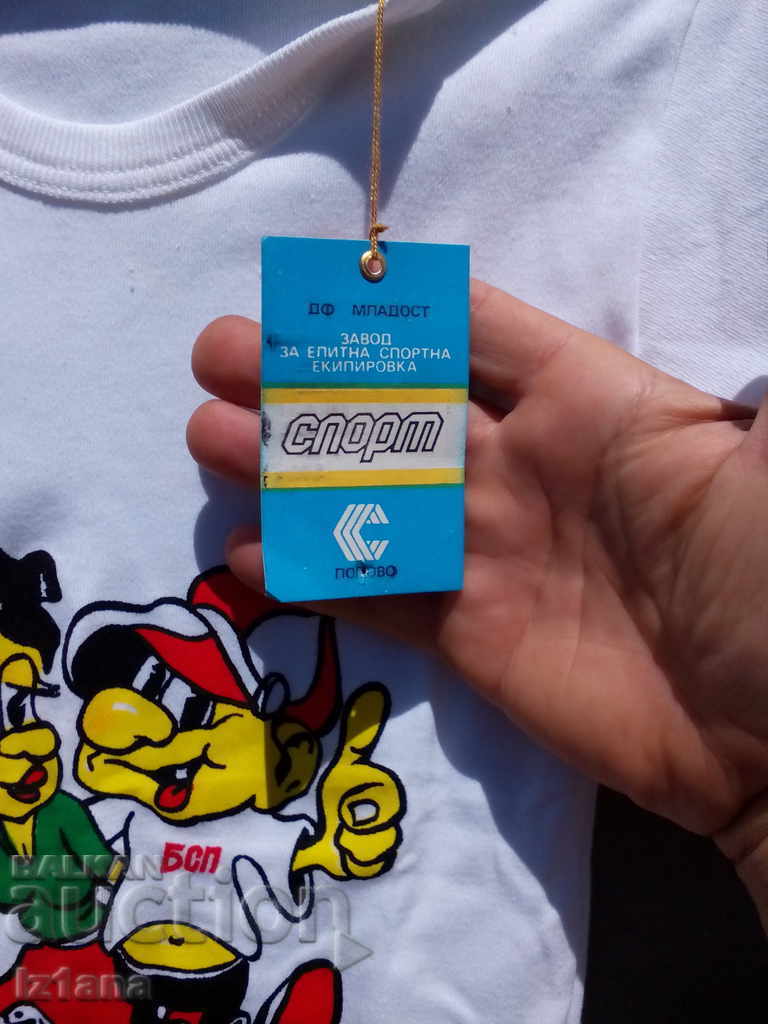 ДФ МЛАДОСТ
ЗАВОД
ЗА ЕЛИТНА СПОРТНА
ЕКИПИРОВКА
спорт
ПОПОВО
БСП
BALKAN
auction
Iz1ana